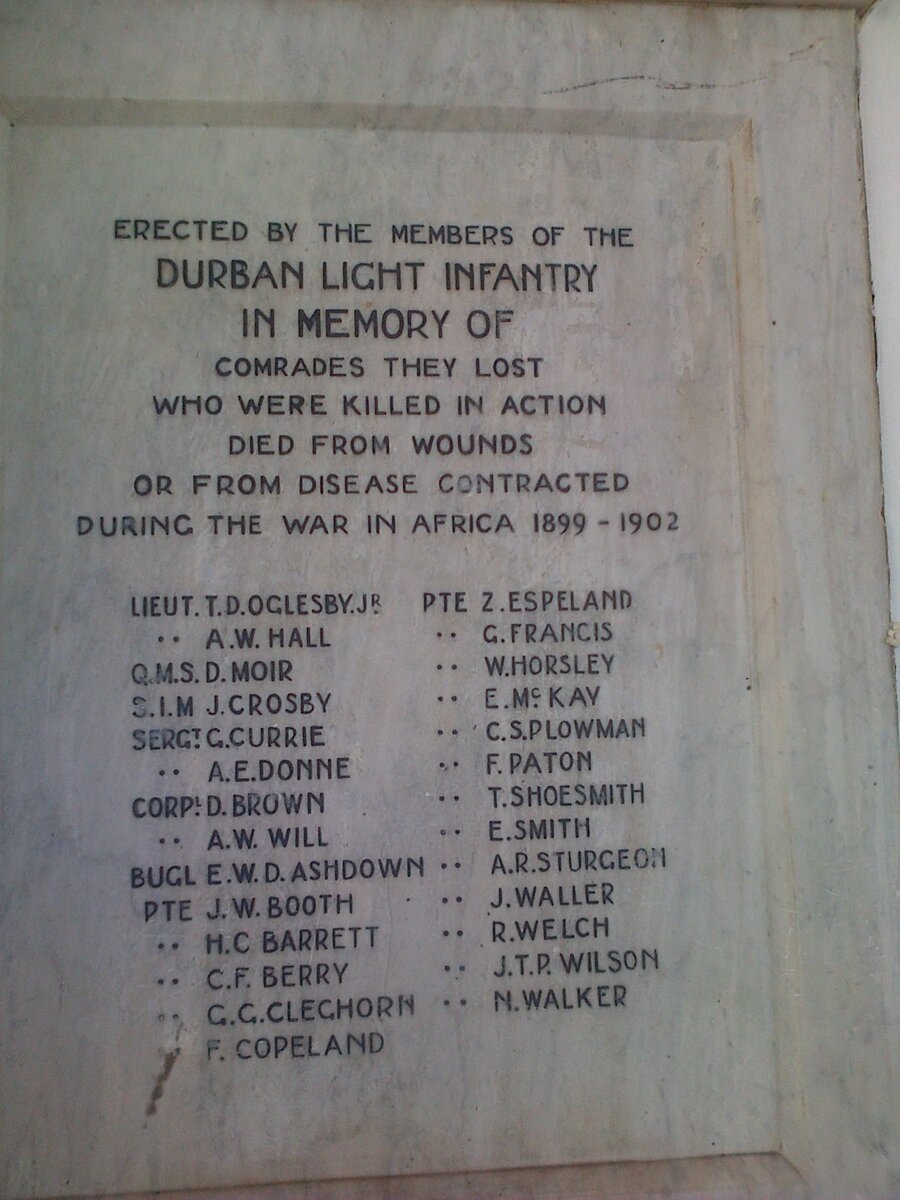 ERECTED BY THE MEMBERS OF THE
DURBAN LIGHT INFANTRY
IN MEMORY OF
COMRADES THEY LOST
WHO WERE KILLED IN ACTION
DIED FROM WOUNDS
OR FROM DISEASE CONTRACTED
DURING THE WAR IN AFRICA 1899 - 1902
LIEUT. T.D. OGLESBY. JR
·· A.W. HALL
Q.M.S. D. MOIR
S.I.M J. CROSBY
SERGT. G. CURRIE
·· A.E. DONNE
CORPL. D. BROWN
·· A.W. WILL
BUGL E.W.D. ASHDOWN
PTE J.W. BOOTH
·· H.C BARRETT
·· C.F. BERRY
·· G.G. CLEGHORN
F. COPELAND
PTE Z. ESPELAND
·· G. FRANCIS
·· W. HORSLEY
·· E. McKAY
·· C.S. PLOWMAN
·· F. PATON
·· T. SHOESMITH
·· E. SMITH
·· A.R. STURGEON
·· J. WALLER
·· R. WELCH
·· J.T.P. WILSON
·· N. WALKER